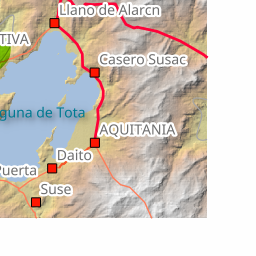 Llano de Alarcn
TIVA
Casero Susac
guna de Tota
AQUITANIA
Daito
Puerta
Suse